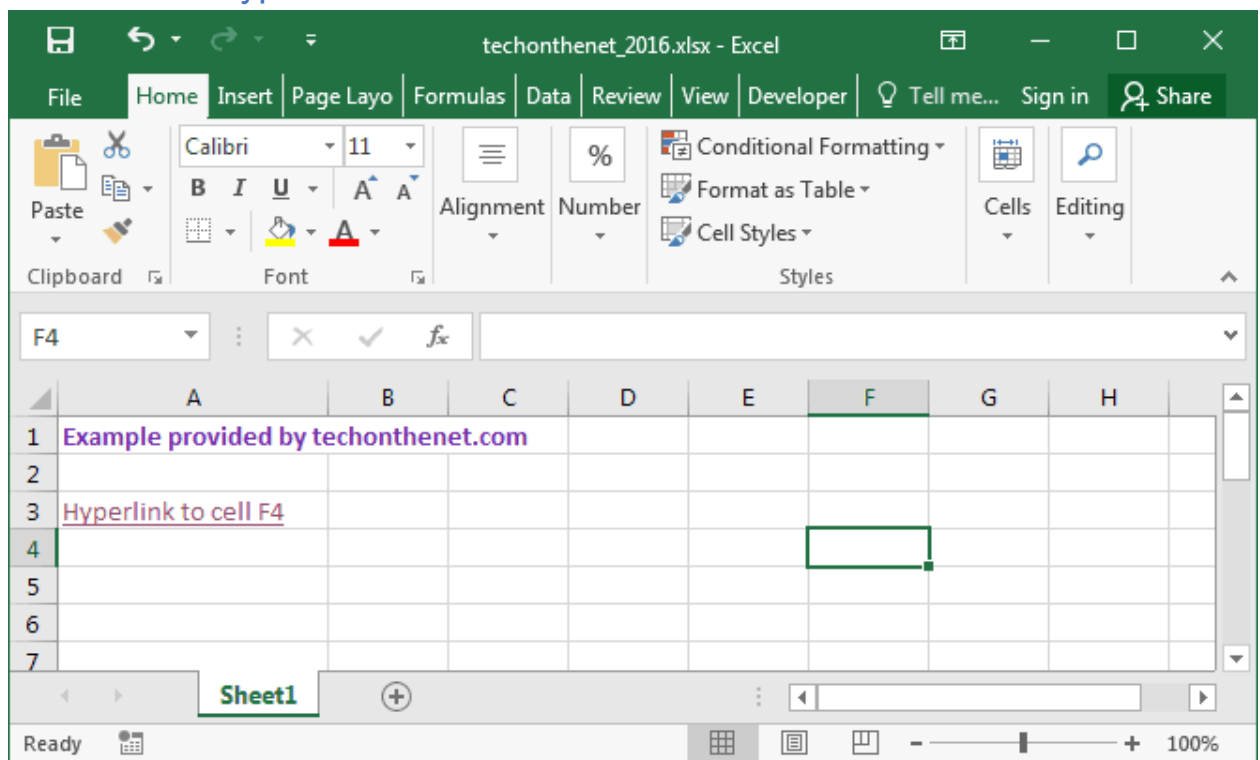 techonthenet_2016.xlsx - Excel
File Home Insert Page Layo Formulas Data Review View Developer Tell me... Sign in Share
Calibri 11 % Conditional Formatting
B I U A A Format as Table
Paste Alignment Number Cells Editing
A Cell Styles
Clipboard Font Styles
F4 fx
A B C D E F G H
1 Example provided by techonthenet.com
2
3 Hyperlink to cell F4
4
5
6
7
Sheet1
Ready 100%